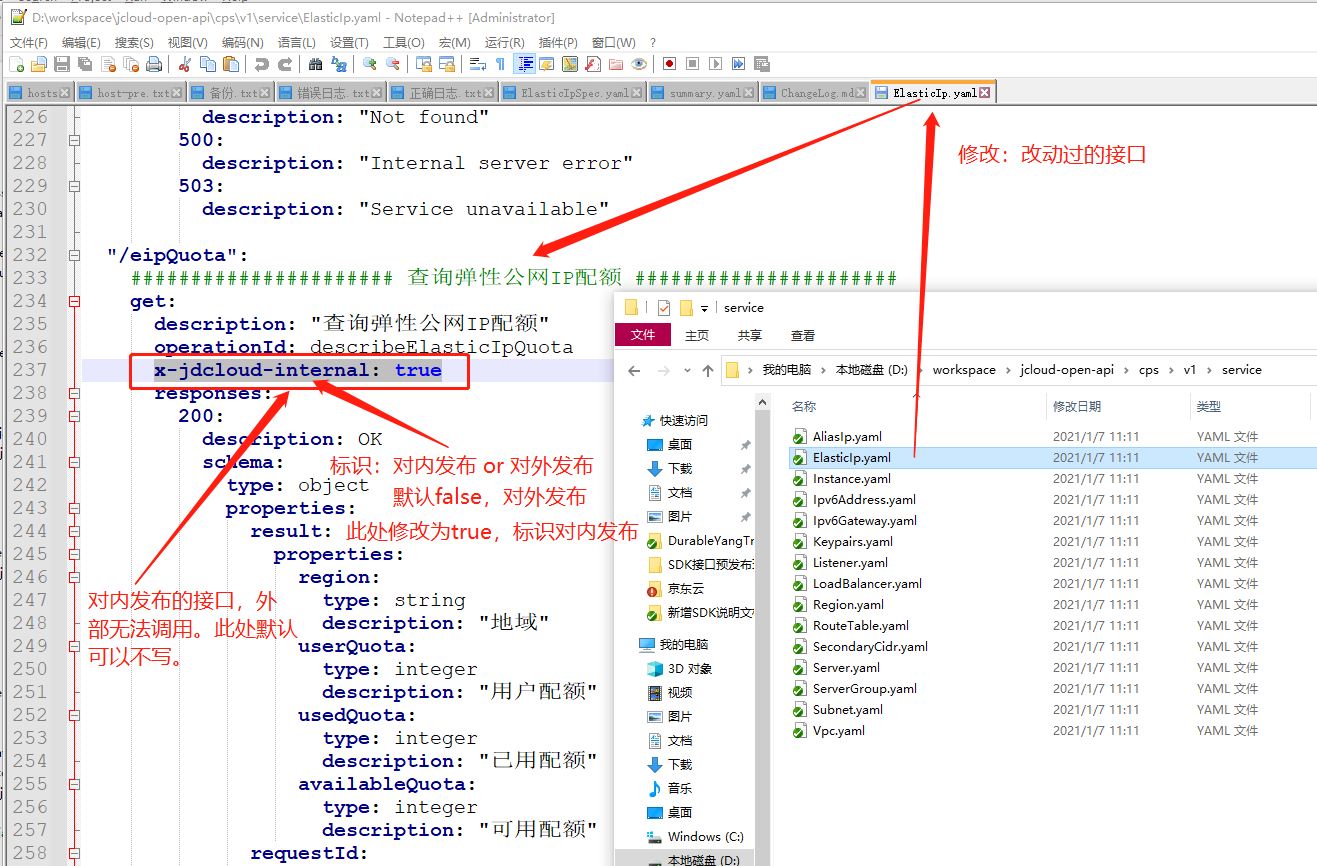 D:\workspace\jcloud-open-api\cps\v1\service\ElasticIp.yaml - Notepad++ [Administrator]
文件(F) 编辑(E) 搜索(S) 视图(V) 编码(N) 语言(L) 设置(T) 工具(O) 宏(M) 运行(R) 插件(P) 窗口(W) ?
hosts host-pre.txt 备份.txt 错误日志.txt 正确日志.txt ElasticIpSpec.yaml summary.yaml ChangeLog.md ElasticIp.yaml
226 description: "Not found"
227 500:
228 description: "Internal server error"
229 503:
230 description: "Service unavailable"
231
232 "/eipQuota":
233 ###################### 查询弹性公网IP配额 ######################
234 get:
235 description: "查询弹性公网IP配额"
236 operationId: describeElasticIpQuota
237 x-jdcloud-internal: true
238 responses:
239 200:
240 description: OK
241 schema:
242 type: object
243 properties:
244 result:
245 properties:
246 region:
247 type: string
248 description: "地域"
249 userQuota:
250 type: integer
251 description: "用户配额"
252 usedQuota:
253 type: integer
254 description: "已用配额"
255 availableQuota:
256 type: integer
257 description: "可用配额"
258 requestId:
修改：改动过的接口
标识：对内发布 or 对外发布
默认false，对外发布
此处修改为true，标识对内发布
对内发布的接口，外
部无法调用。此处默认
可以不写。
service
文件 主页 共享 查看
我的电脑 本地磁盘 (D:) workspace jcloud-open-api cps v1 service
快速访问
桌面
下载
文档
图片
DurableYangTr
SDK接口预发布
京东云
新增SDK说明文
我的电脑
3D 对象
视频
图片
文档
下载
音乐
桌面
Windows (C:)
本地磁盘 (D:)
名称 修改日期 类型
AliasIp.yaml 2021/1/7 11:11 YAML 文件
ElasticIp.yaml 2021/1/7 11:11 YAML 文件
Instance.yaml 2021/1/7 11:11 YAML 文件
Ipv6Address.yaml 2021/1/7 11:11 YAML 文件
Ipv6Gateway.yaml 2021/1/7 11:11 YAML 文件
Keypairs.yaml 2021/1/7 11:11 YAML 文件
Listener.yaml 2021/1/7 11:11 YAML 文件
LoadBalancer.yaml 2021/1/7 11:11 YAML 文件
Region.yaml 2021/1/7 11:11 YAML 文件
RouteTable.yaml 2021/1/7 11:11 YAML 文件
SecondaryCidr.yaml 2021/1/7 11:11 YAML 文件
Server.yaml 2021/1/7 11:11 YAML 文件
ServerGroup.yaml 2021/1/7 11:11 YAML 文件
Subnet.yaml 2021/1/7 11:11 YAML 文件
Vpc.yaml 2021/1/7 11:11 YAML 文件